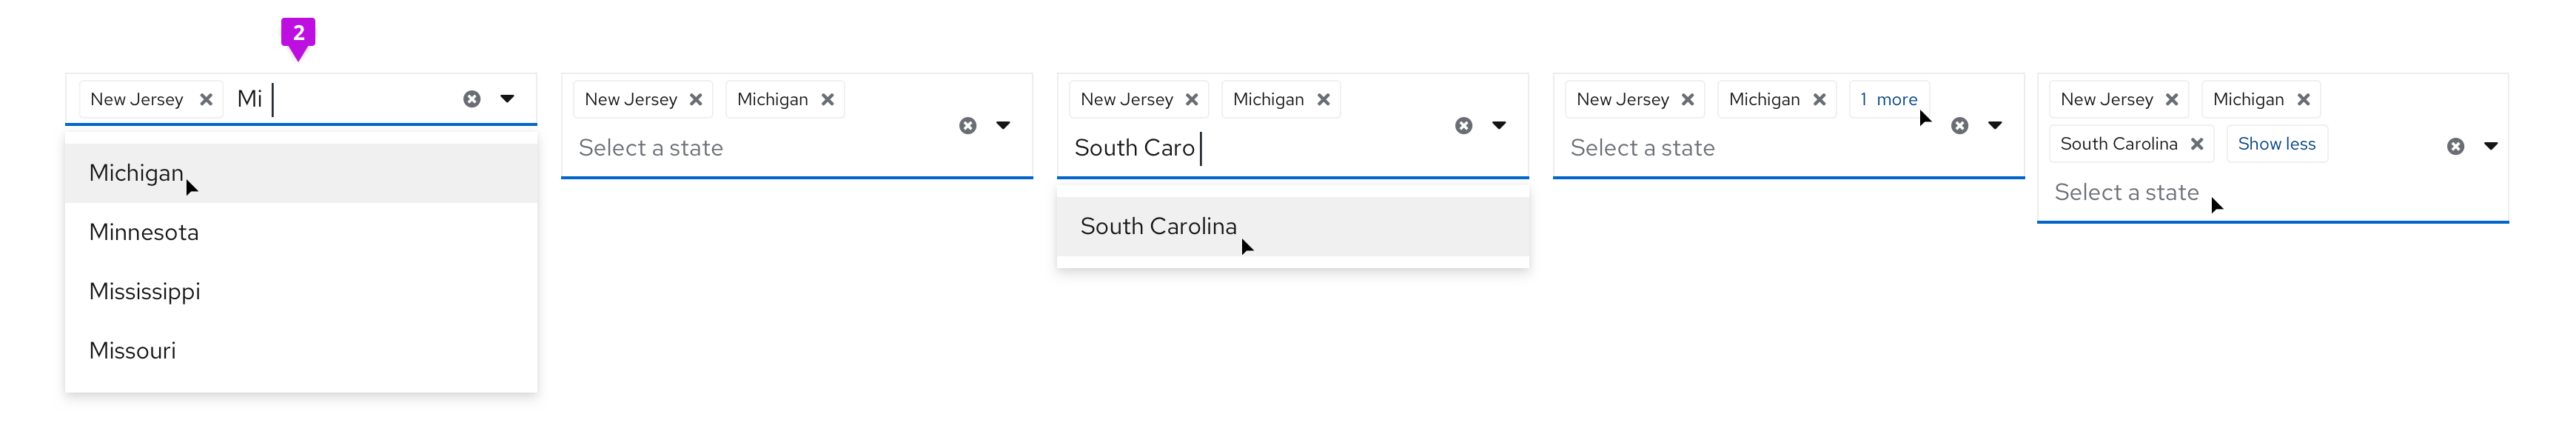 2
New Jersey Mi
Michigan
Minnesota
Mississippi
Missouri
New Jersey Michigan
Select a state
New Jersey Michigan
South Caro
South Carolina
New Jersey Michigan 1 more
Select a state
New Jersey Michigan
South Carolina Show less
Select a state